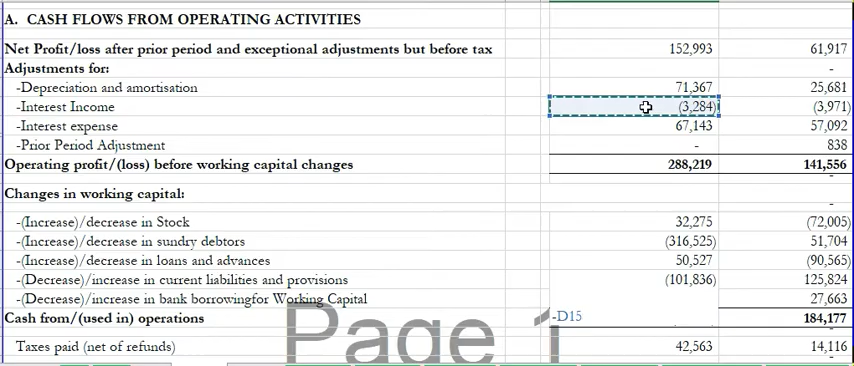 A. CASH FLOWS FROM OPERATING ACTIVITIES
Net Profit/loss after prior period and exceptional adjustments but before tax 152,993 61,917
Adjustments for: -
-Depreciation and amortisation 71,367 25,681
-Interest Income (3,284) (3,971)
-Interest expense 67,143 57,092
-Prior Period Adjustment - 838
Operating profit/(loss) before working capital changes 288,219 141,556
-
Changes in working capital:
-
-(Increase)/decrease in Stock 32,275 (72,005)
-(Increase)/decrease in sundry debtors (316,525) 51,704
-(Increase)/decrease in loans and advances 50,527 (90,565)
-(Decrease)/increase in current liabilities and provisions (101,836) 125,824
-(Decrease)/increase in bank borrowingfor Working Capital 27,663
Cash from/(used in) operations -D15 184,177
-
Taxes paid (net of refunds) 42,563 14,116
-
Page 1